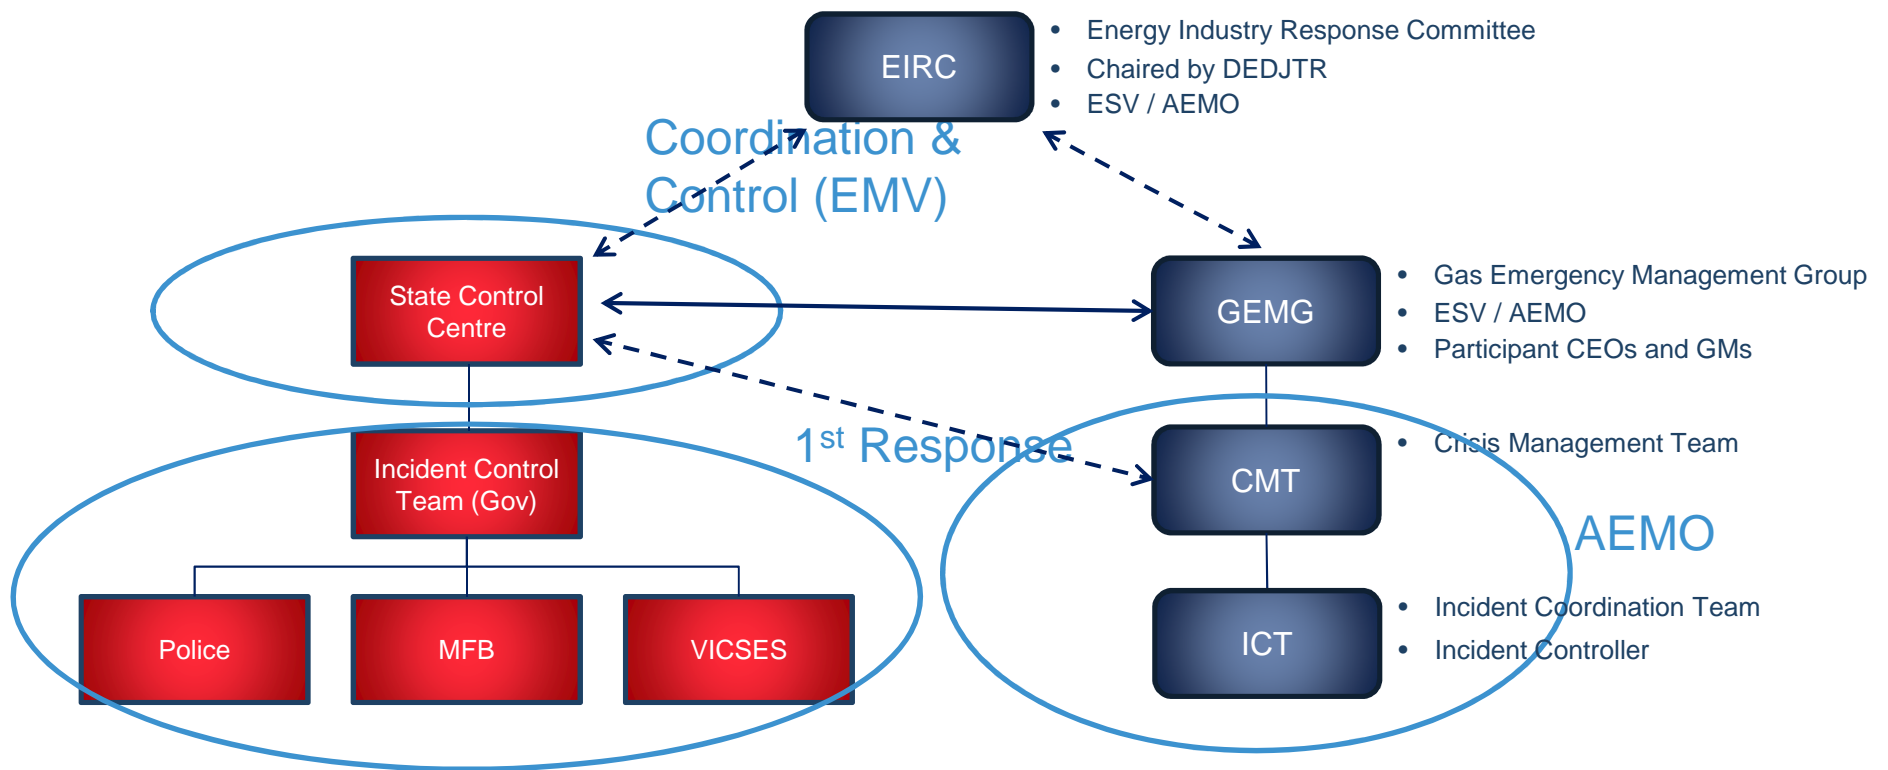 EIRC
• Energy Industry Response Committee
• Chaired by DEDJTR
• ESV / AEMO
Coordination &
Control (EMV)
State Control
Centre
GEMG
• Gas Emergency Management Group
• ESV / AEMO
• Participant CEOs and GMs
Incident Control
Team (Gov)
1st Response
CMT
• Crisis Management Team
AEMO
Police
MFB
VICSES
ICT
• Incident Coordination Team
• Incident Controller